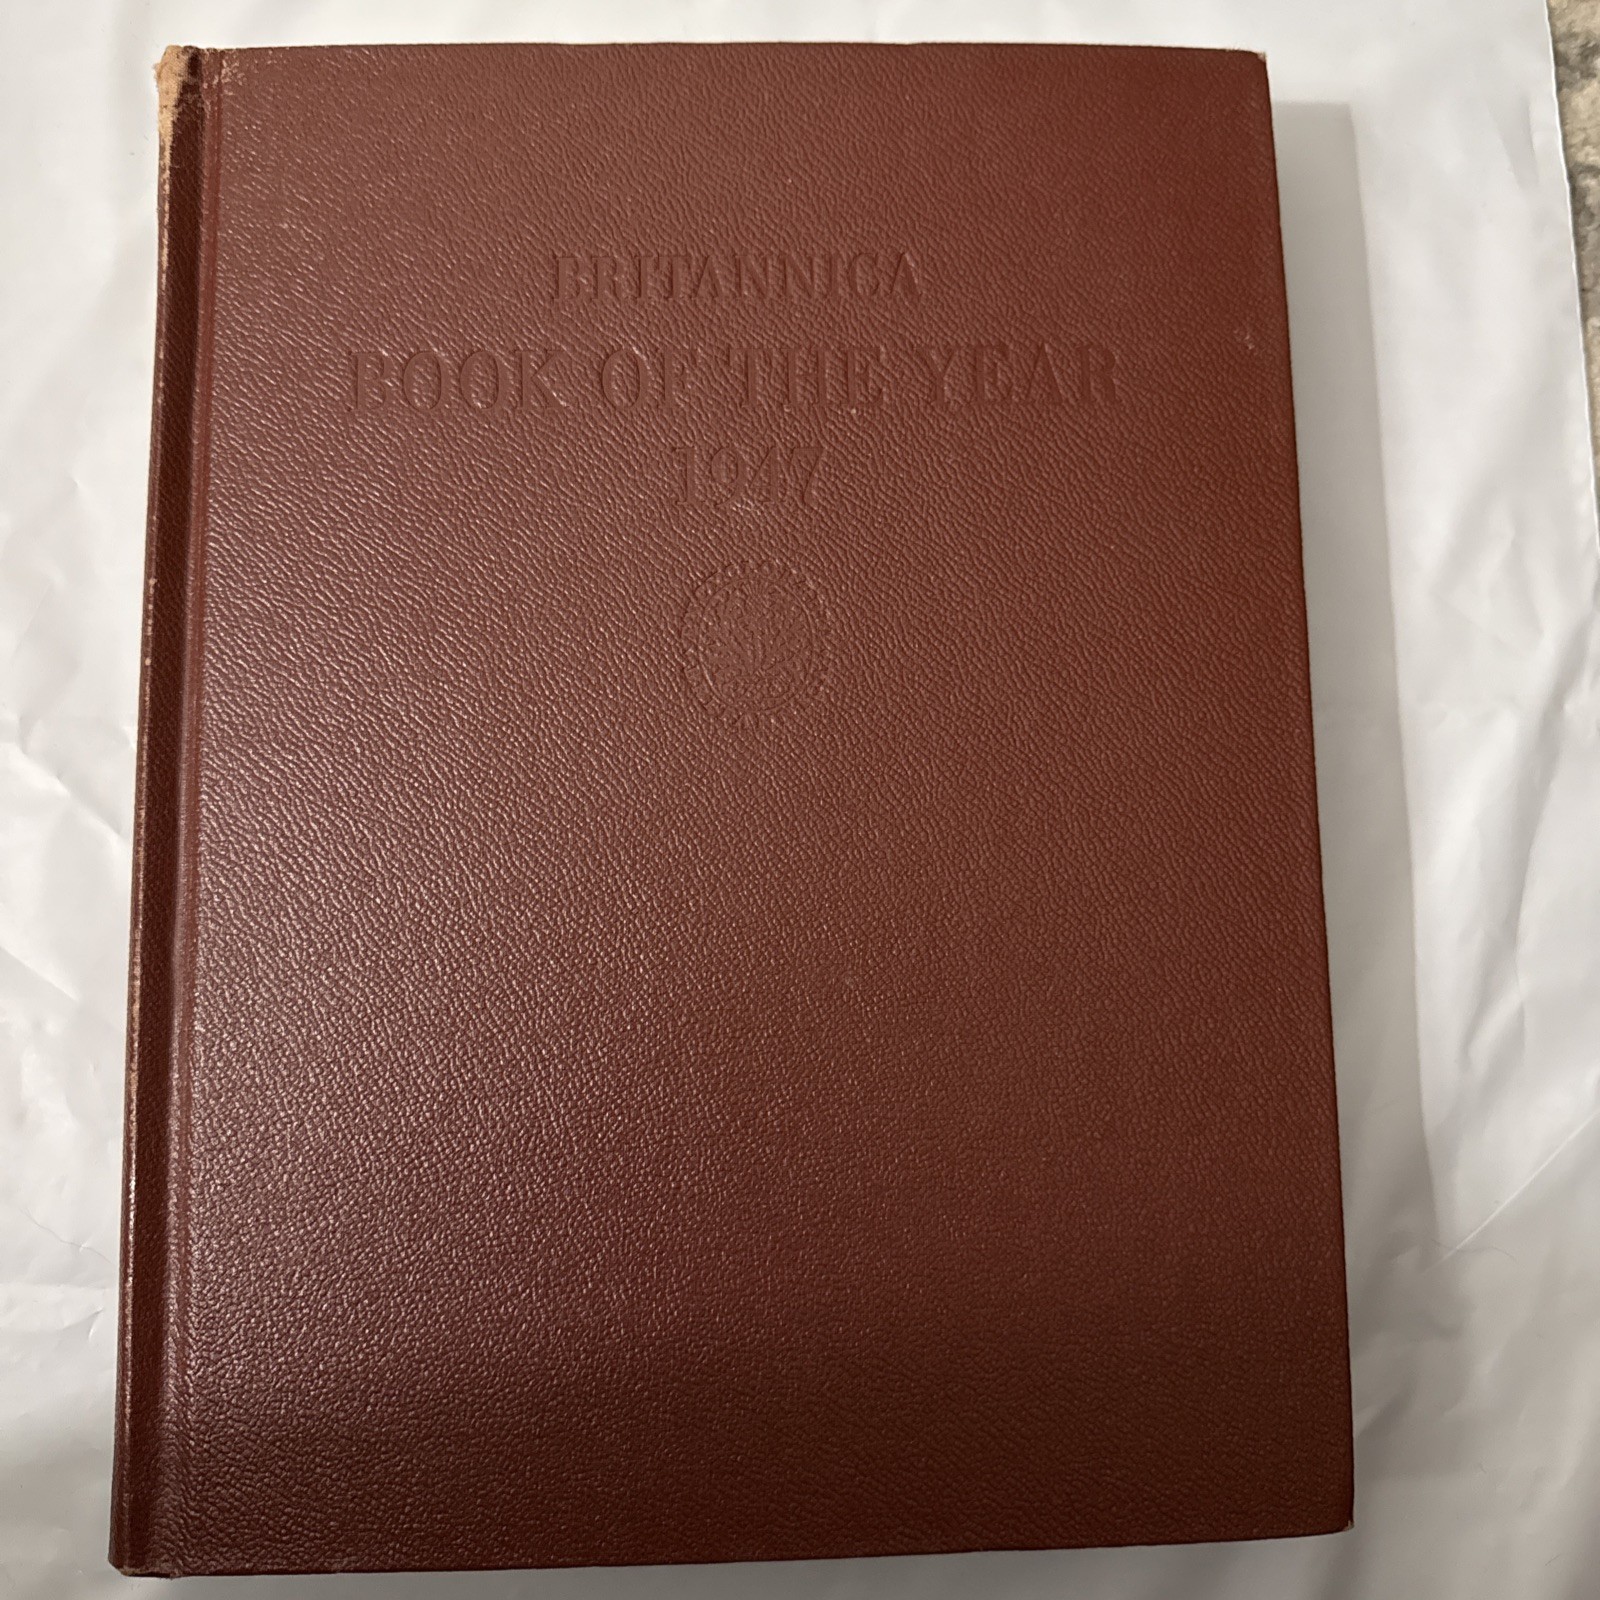 BRITANNICA
BOOK OF THE YEAR
1947